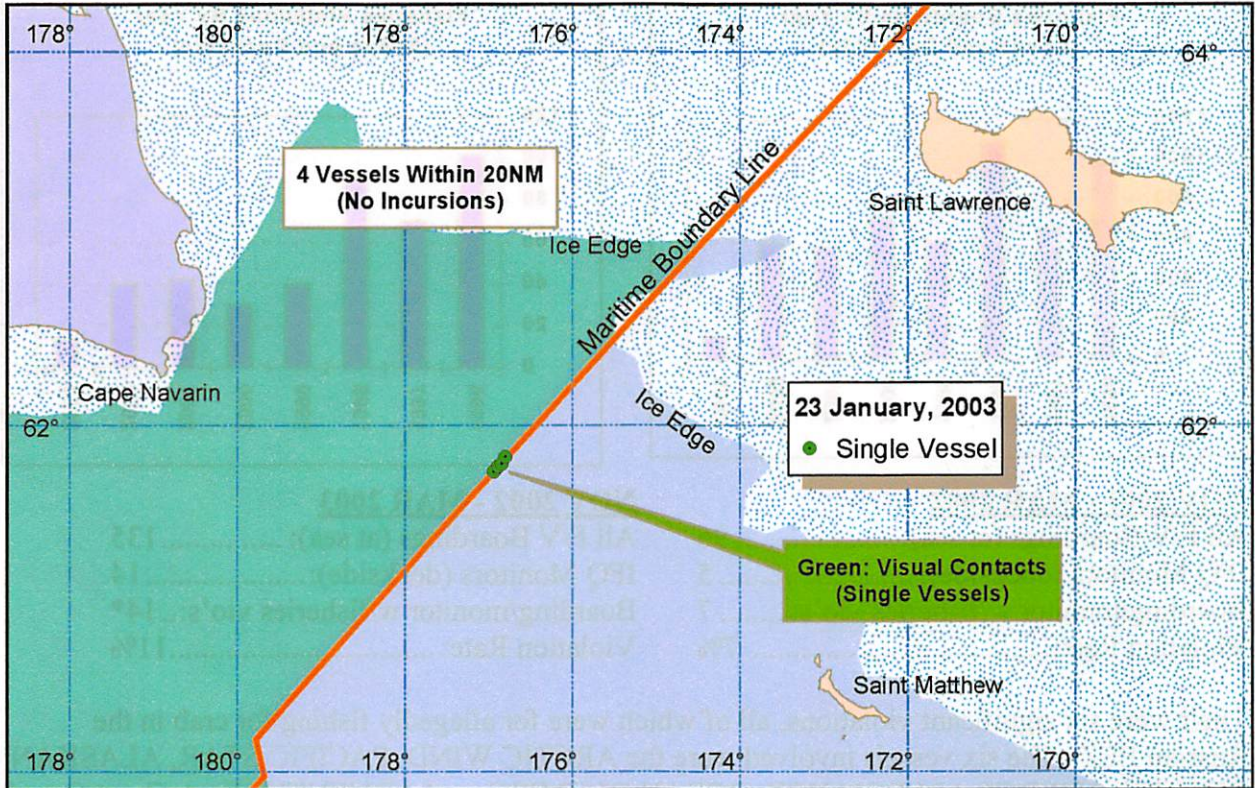 178° 180° 178° 176° 174° 172° 170°
64°
4 Vessels Within 20NM
(No Incursions)
Saint Lawrence
Ice Edge
Maritime Boundary Line
Cape Navarin
Ice Edge
23 January, 2003
Single Vessel
62° 62°
Green: Visual Contacts
(Single Vessels)
Saint Matthew
178° 180° 178° 176° 174° 172° 170°